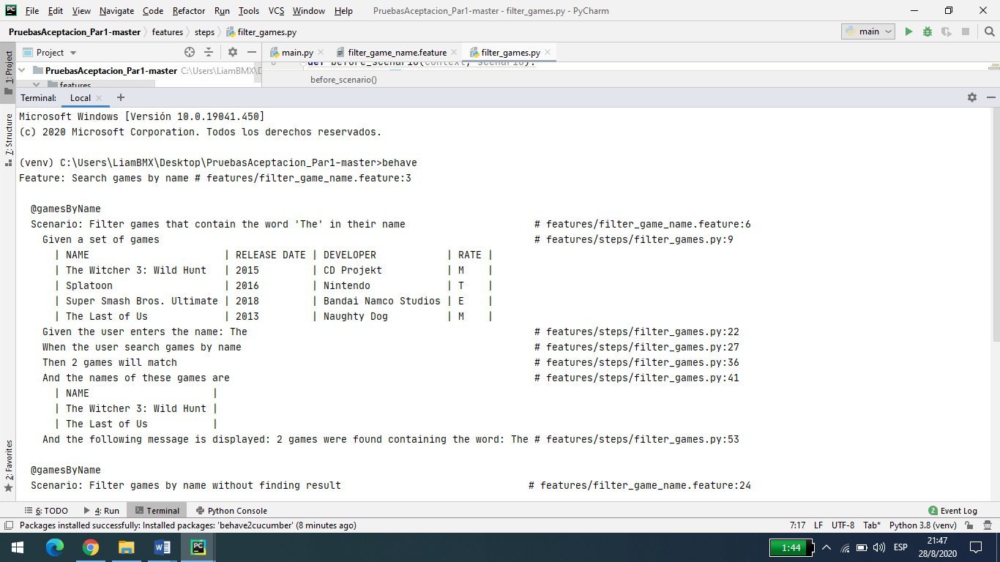 File Edit View Navigate Code Refactor Run Tools VCS Window Help PruebasAceptacion_Par1-master - filter_games.py - PyCharm
PruebasAceptacion_Par1-master features steps filter_games.py main
Project main.py filter_game_name.feature filter_games.py
1: Project
PruebasAceptacion_Par1-master C:\Users\LiamBMX\D
def before_scenario(context, scenario):
features
before_scenario()
Terminal: Local +
7: Structure
Microsoft Windows [Versión 10.0.19041.450]
(c) 2020 Microsoft Corporation. Todos los derechos reservados.
(venv) C:\Users\LiamBMX\Desktop\PruebasAceptacion_Par1-master>behave
Feature: Search games by name # features/filter_game_name.feature:3
@gamesByName
Scenario: Filter games that contain the word 'The' in their name # features/filter_game_name.feature:6
Given a set of games # features/steps/filter_games.py:9
| NAME | RELEASE DATE | DEVELOPER | RATE |
| The Witcher 3: Wild Hunt | 2015 | CD Projekt | M |
| Splatoon | 2016 | Nintendo | T |
| Super Smash Bros. Ultimate | 2018 | Bandai Namco Studios | E |
| The Last of Us | 2013 | Naughty Dog | M |
Given the user enters the name: The # features/steps/filter_games.py:22
When the user search games by name # features/steps/filter_games.py:27
Then 2 games will match # features/steps/filter_games.py:36
And the names of these games are # features/steps/filter_games.py:41
| NAME |
| The Witcher 3: Wild Hunt |
| The Last of Us |
And the following message is displayed: 2 games were found containing the word: The # features/steps/filter_games.py:53
@gamesByName
Scenario: Filter games by name without finding result # features/filter_game_name.feature:24
2: Favorites
6: TODO 4: Run Terminal Python Console 2 Event Log
Packages installed successfully: Installed packages: 'behave2cucumber' (8 minutes ago) 7:17 LF UTF-8 Tab* Python 3.8 (venv)
1:44 ESP 21:47
28/8/2020